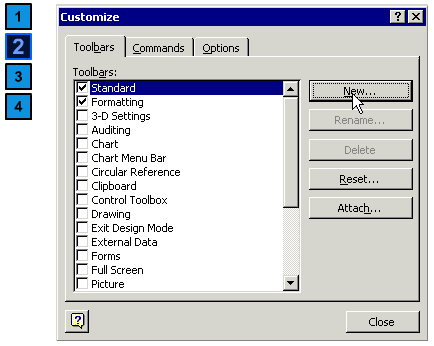 1
2
3
4
Customize
Toolbars Commands Options
Toolbars:
Standard
Formatting
3-D Settings
Auditing
Chart
Chart Menu Bar
Circular Reference
Clipboard
Control Toolbox
Drawing
Exit Design Mode
External Data
Forms
Full Screen
Picture
New...
Rename...
Delete
Reset...
Attach...
Close